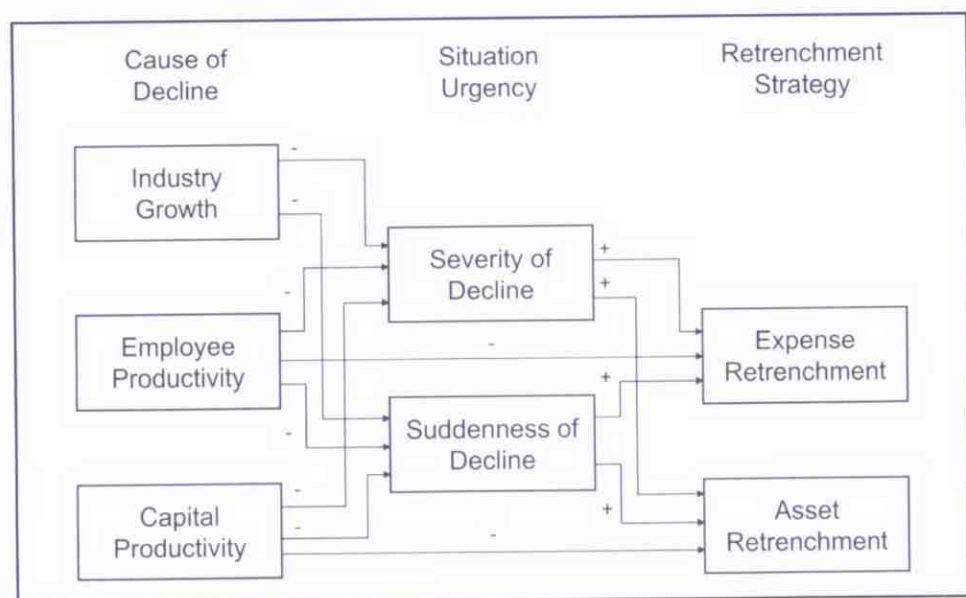 Cause of
Decline
Situation
Urgency
Retrenchment
Strategy
Industry
Growth
Employee
Productivity
Capital
Productivity
Severity of
Decline
Suddenness of
Decline
Expense
Retrenchment
Asset
Retrenchment
-
-
-
-
-
-
-
-
+
+
+
+